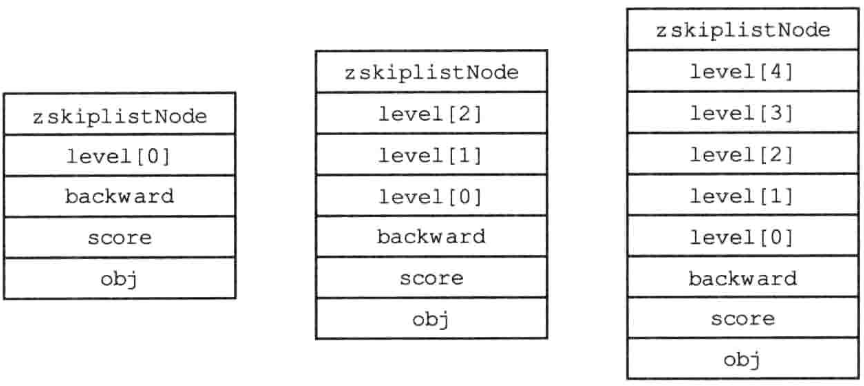 zskiplistNode
level[0]
backward
score
obj
zskiplistNode
level[2]
level[1]
level[0]
backward
score
obj
zskiplistNode
level[4]
level[3]
level[2]
level[1]
level[0]
backward
score
obj